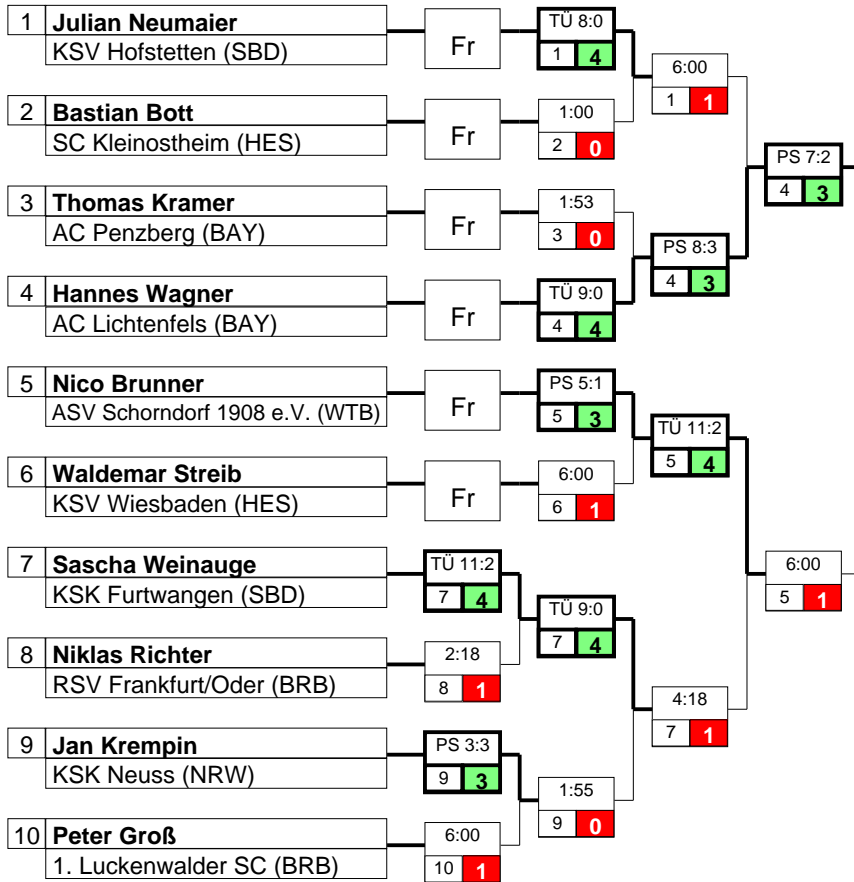 1 Julian Neumaier
KSV Hofstetten (SBD)
Fr
TÜ 8:0
1 4
6:00
1 1
2 Bastian Bott
SC Kleinostheim (HES)
Fr
1:00
2 0
PS 7:2
4 3
3 Thomas Kramer
AC Penzberg (BAY)
Fr
1:53
3 0
PS 8:3
4 3
4 Hannes Wagner
AC Lichtenfels (BAY)
Fr
TÜ 9:0
4 4
5 Nico Brunner
ASV Schorndorf 1908 e.V. (WTB)
Fr
PS 5:1
5 3
TÜ 11:2
5 4
6 Waldemar Streib
KSV Wiesbaden (HES)
Fr
6:00
6 1
7 Sascha Weinauge
KSK Furtwangen (SBD)
TÜ 11:2
7 4
6:00
5 1
TÜ 9:0
7 4
8 Niklas Richter
RSV Frankfurt/Oder (BRB)
2:18
8 1
4:18
7 1
9 Jan Krempin
KSK Neuss (NRW)
PS 3:3
9 3
1:55
9 0
10 Peter Groß
1. Luckenwalder SC (BRB)
6:00
10 1